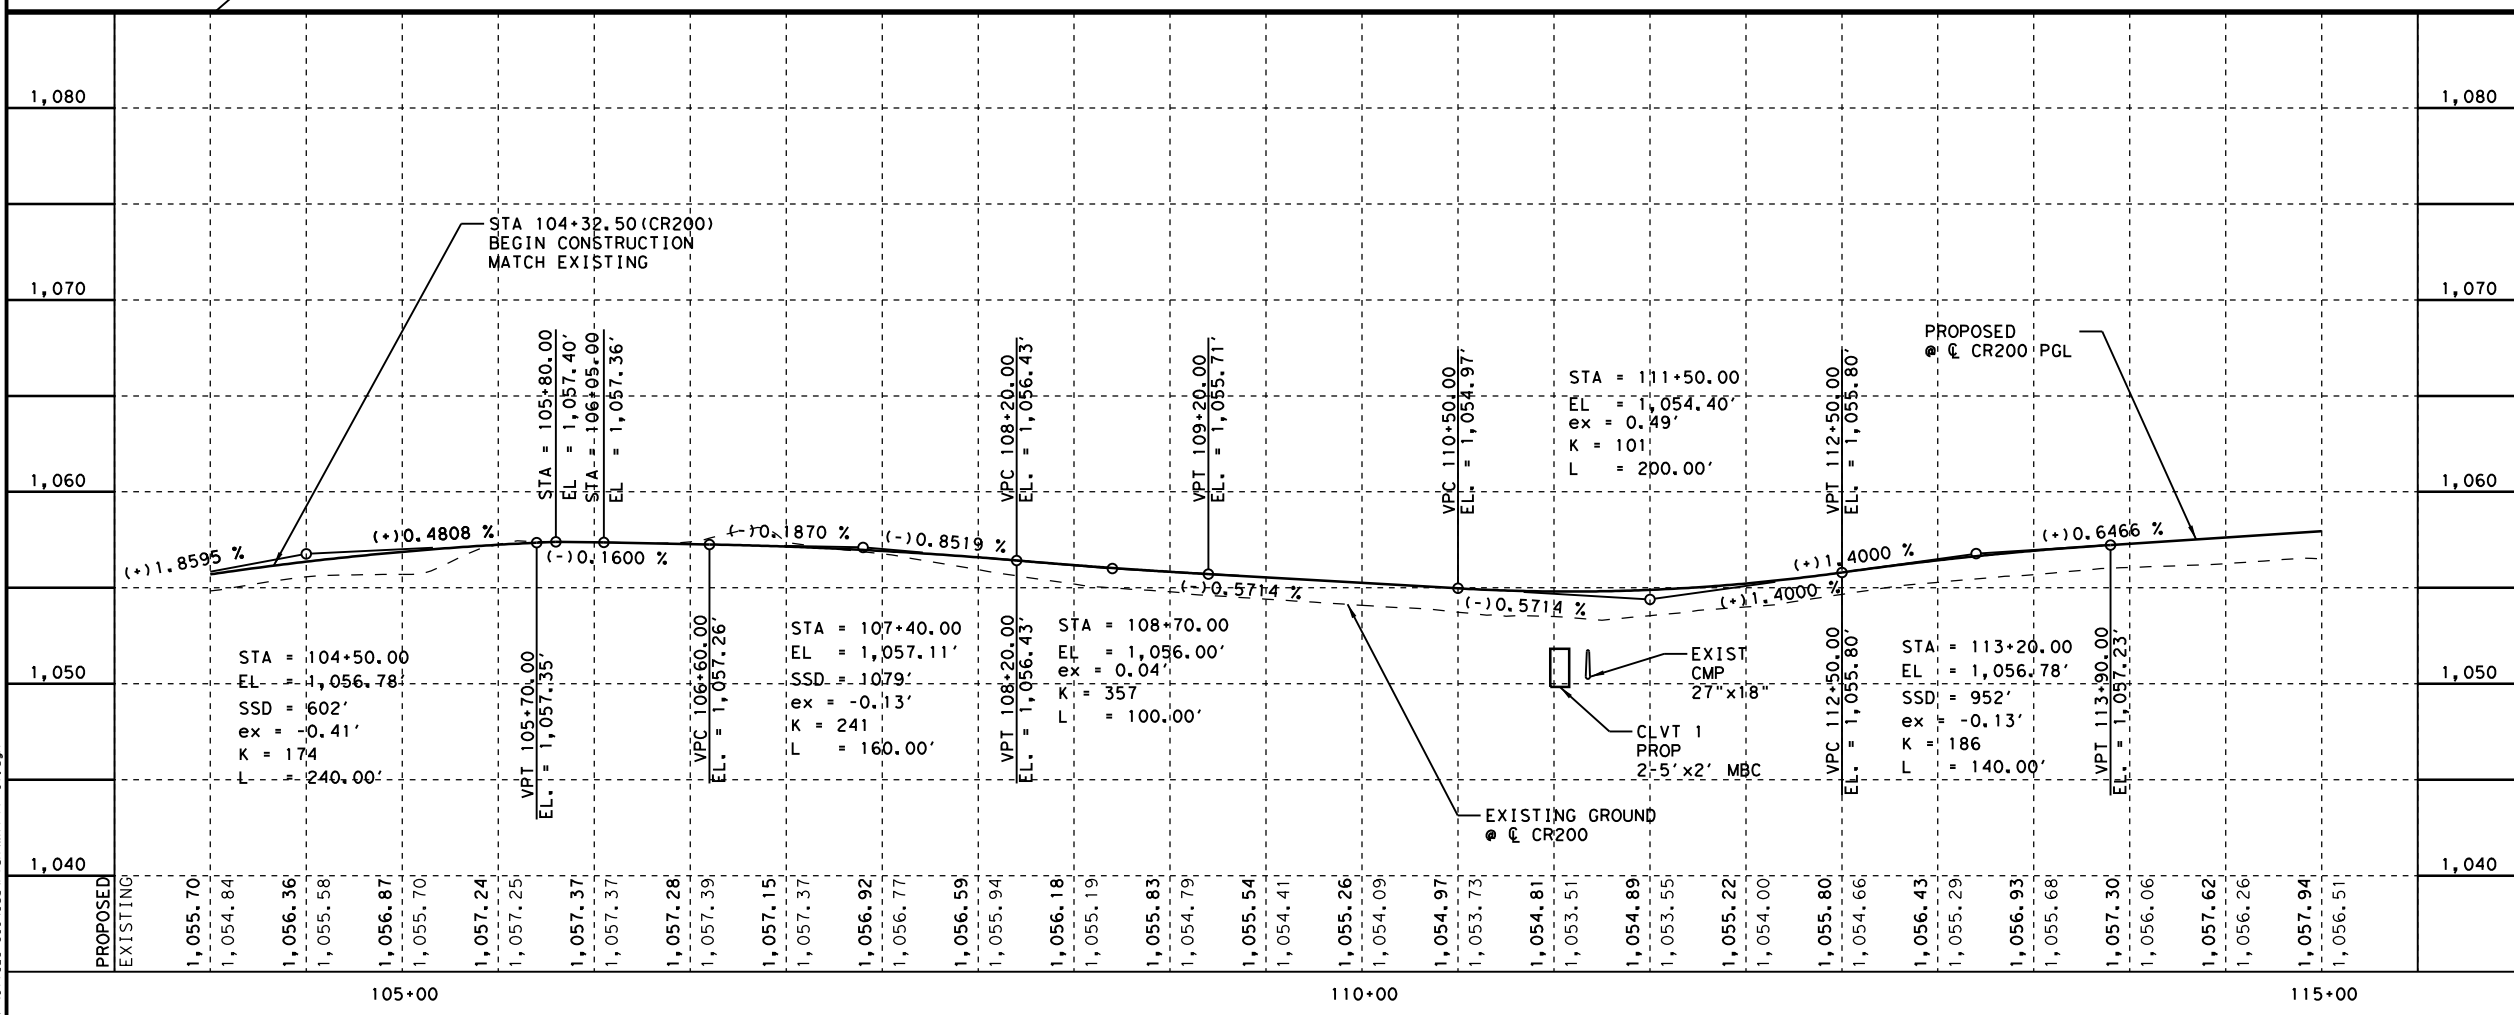 1,080
1,080
1,070
1,070
1,060
1,060
1,050
1,050
1,040
1,040
STA 104+32.50(CR200)
BEGIN CONSTRUCTION
MATCH EXISTING
(+)1.8595 %
(+)0.4808 %
STA = 105+80.00
EL = 1,057.40'
STA = 106+05.00
EL = 1,057.36'
(-)0.1600 %
(-)0.1870 %
(-)0.8519 %
VPC 108+20.00
EL. = 1,056.43'
VPT 109+20.00
EL. = 1,055.71'
(-)0.5714 %
VPC 110+50.00
EL. = 1,054.97'
(-)0.5714 %
STA = 111+50.00
EL = 1,054.40'
ex = 0.49'
K = 101
L = 200.00'
VPT 112+50.00
EL. = 1,055.80'
(+)1.4000 %
(+)1.4000 %
PROPOSED
@ ℄ CR200 PGL
(+)0.6466 %
STA = 104+50.00
EL = 1,056.78'
SSD = 602'
ex = -0.41'
K = 174
L = 240.00'
VPT 105+70.00
EL. = 1,057.35'
VPC 106+60.00
EL. = 1,057.26'
STA = 107+40.00
EL = 1,057.11'
SSD = 1079'
ex = -0.13'
K = 241
L = 160.00'
VPT 108+20.00
EL. = 1,056.43'
STA = 108+70.00
EL = 1,056.00'
ex = 0.04'
K = 357
L = 100.00'
EXIST
CMP
27"x18"
CLVT 1
PROP
2-5'x2' MBC
EXISTING GROUND
@ ℄ CR200
VPC 112+50.00
EL. = 1,055.80'
STA = 113+20.00
EL = 1,056.78'
SSD = 952'
ex = -0.13'
K = 186
L = 140.00'
VPT 113+90.00
EL. = 1,057.23'
PROPOSED
EXISTING
1,055.70
1,054.84
1,056.36
1,055.58
1,056.87
1,055.70
1,057.24
1,057.25
1,057.37
1,057.37
1,057.28
1,057.39
1,057.15
1,057.37
1,056.92
1,056.77
1,056.59
1,055.94
1,056.18
1,055.19
1,055.83
1,054.79
1,055.54
1,054.41
1,055.26
1,054.09
1,054.97
1,053.73
1,054.81
1,053.51
1,054.89
1,053.55
1,055.22
1,054.00
1,055.80
1,054.66
1,056.43
1,055.29
1,056.93
1,055.68
1,057.30
1,056.06
1,057.62
1,056.26
1,057.94
1,056.51
105+00
110+00
115+00